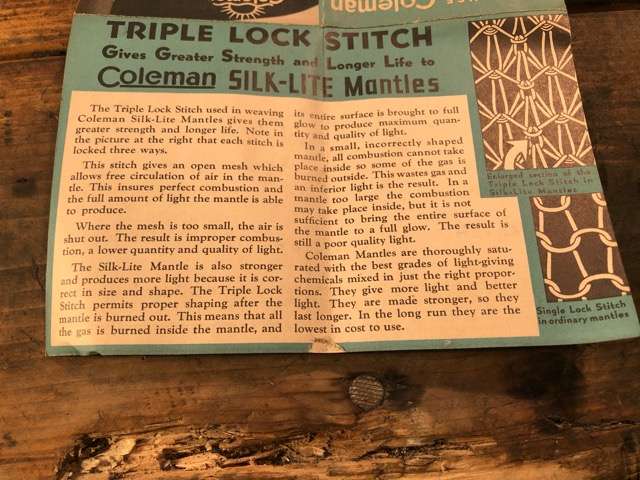 Coleman
TRIPLE LOCK STITCH
Gives Greater Strength and Longer Life to
Coleman SILK-LITE Mantles
The Triple Lock Stitch used in weaving
Coleman Silk-Lite Mantles gives them
greater strength and longer life. Note in
the picture at the right that each stitch is
locked three ways.
This stitch gives an open mesh which
allows free circulation of air in the man-
tle. This insures perfect combustion and
the full amount of light the mantle is able
to produce.
Where the mesh is too small, the air is
shut out. The result is improper combus-
tion, a lower quantity and quality of light.
The Silk-Lite Mantle is also stronger
and produces more light because it is cor-
rect in size and shape. The Triple Lock
Stitch permits proper shaping after the
mantle is burned out. This means that all
the gas is burned inside the mantle, and
its entire surface is brought to full
glow to produce maximum quan-
tity and quality of light.
In a small, incorrectly shaped
mantle, all combustion cannot take
place inside so some of the gas is
burned outside. This wastes gas and
an inferior light is the result. In a
mantle too large the combustion
may take place inside, but it is not
sufficient to bring the entire surface of
the mantle to a full glow. The result is
still a poor quality light.
Coleman Mantles are thoroughly satu-
rated with the best grades of light-giving
chemicals mixed in just the right propor-
tions. They give more light and better
light. They are made stronger, so they
last longer. In the long run they are the
lowest in cost to use.
Enlarged section of the
Triple Lock Stitch in
Silk-Lite Mantles
Single Lock Stitch
in ordinary mantles